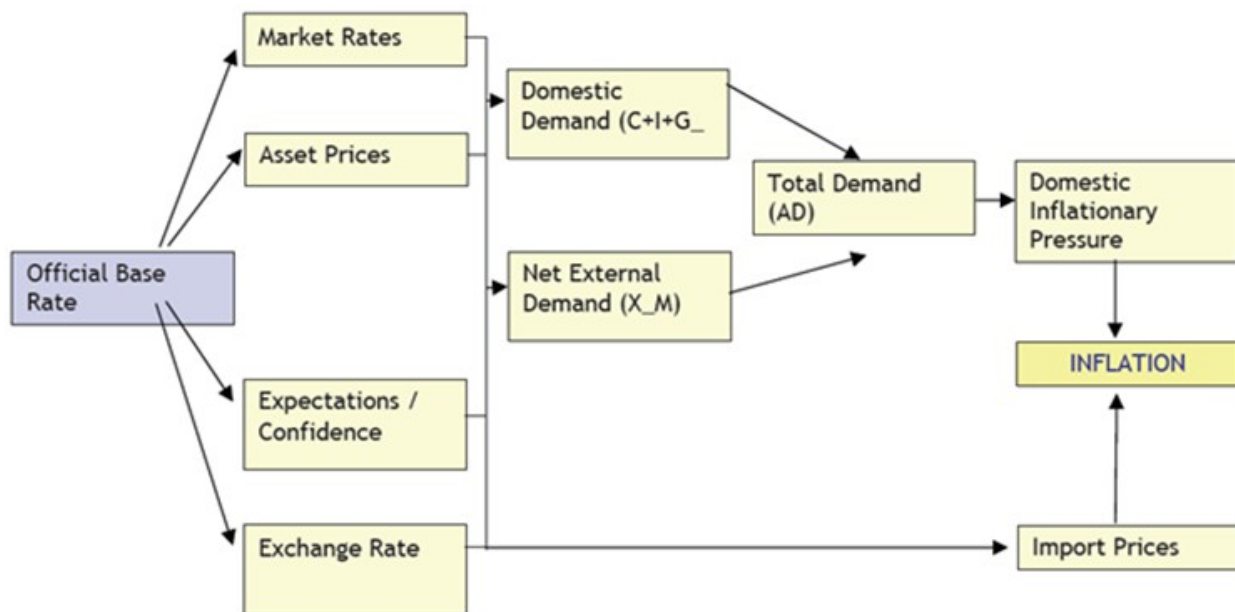 Market Rates
Asset Prices
Official Base
Rate
Expectations /
Confidence
Exchange Rate
Domestic
Demand (C+I+G_
Net External
Demand (X_M)
Total Demand
(AD)
Domestic
Inflationary
Pressure
INFLATION
Import Prices